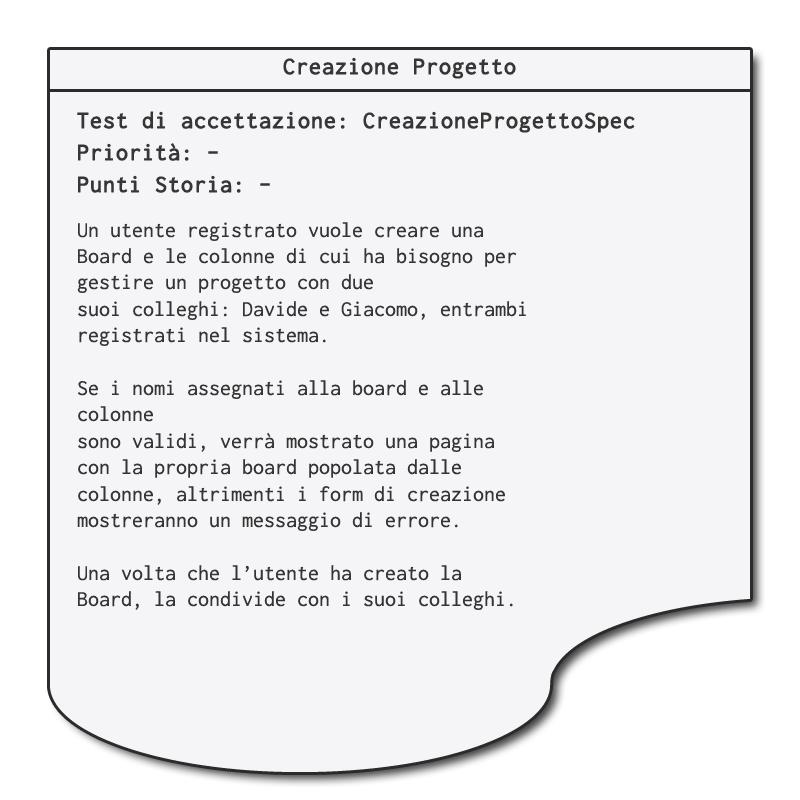 Creazione Progetto
Test di accettazione: CreazioneProgettoSpec
Priorità: -
Punti Storia: -
Un utente registrato vuole creare una
Board e le colonne di cui ha bisogno per
gestire un progetto con due
suoi colleghi: Davide e Giacomo, entrambi
registrati nel sistema.
Se i nomi assegnati alla board e alle
colonne
sono validi, verrà mostrato una pagina
con la propria board popolata dalle
colonne, altrimenti i form di creazione
mostreranno un messaggio di errore.
Una volta che l’utente ha creato la
Board, la condivide con i suoi colleghi.